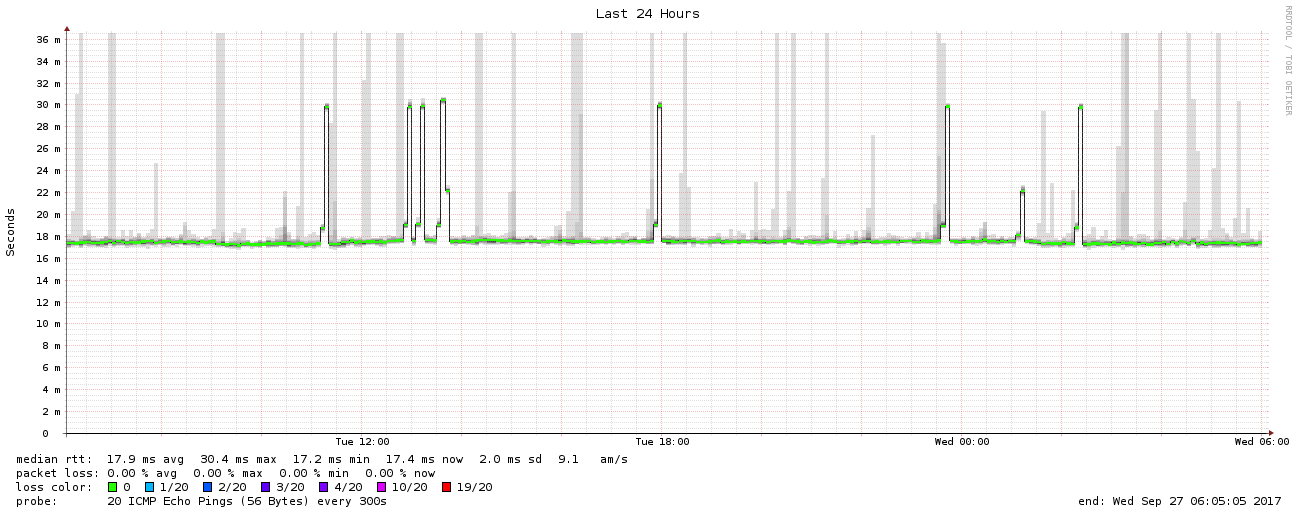 Last 24 Hours
RRDTOOL / TOBI OETIKER
Seconds
36 m
34 m
32 m
30 m
28 m
26 m
24 m
22 m
20 m
18 m
16 m
14 m
12 m
10 m
8 m
6 m
4 m
2 m
0
Tue 12:00 Tue 18:00 Wed 00:00 Wed 06:00
median rtt: 17.9 ms avg 30.4 ms max 17.2 ms min 17.4 ms now 2.0 ms sd 9.1 am/s
packet loss: 0.00 % avg 0.00 % max 0.00 % min 0.00 % now
loss color: 0 1/20 2/20 3/20 4/20 10/20 19/20
probe: 20 ICMP Echo Pings (56 Bytes) every 300s end: Wed Sep 27 06:05:05 2017